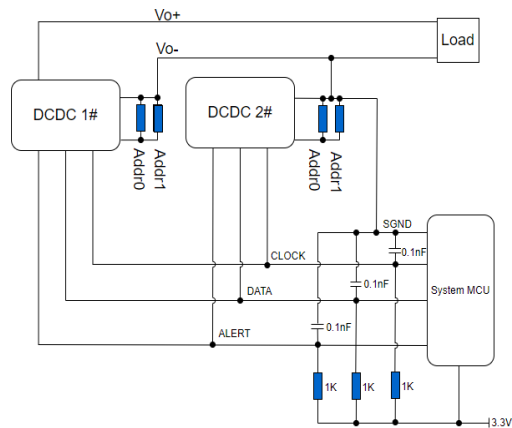 Vo+
Vo-
Load
DCDC 1#
DCDC 2#
Addr0
Addr1
Addr0
Addr1
SGND
0.1nF
CLOCK
0.1nF
DATA
System MCU
0.1nF
ALERT
1K
1K
1K
3.3V